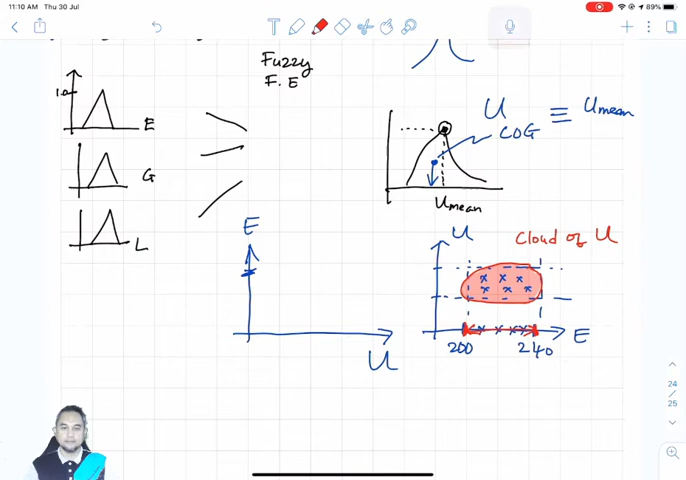 11:10 AM Thu 30 Jul
89%
Fuzzy
F.E
1.0
E
G
L
U ≡ Umean
COG
Umean
E
U
U
Cloud of U
E
200
240
24
/
25